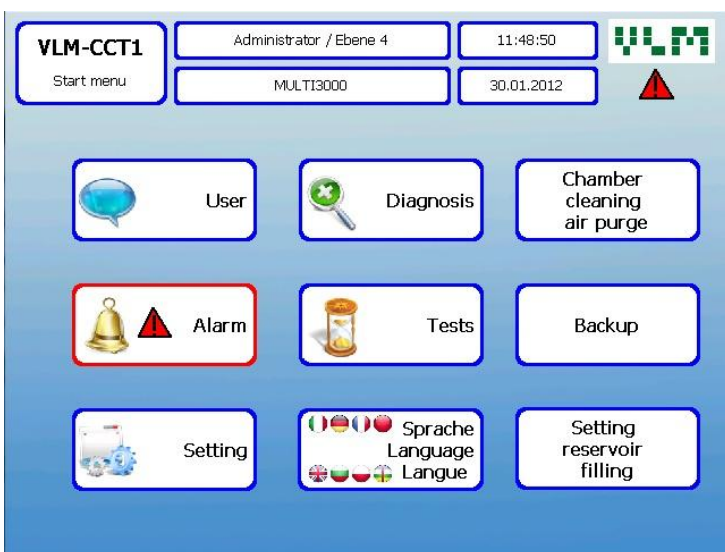 VLM-CCT1
Start menu
Administrator / Ebene 4
11:48:50
VLM
MULTI3000
30.01.2012
User
Diagnosis
Chamber
cleaning
air purge
Alarm
Tests
Backup
Setting
Sprache
Language
Langue
Setting
reservoir
filling